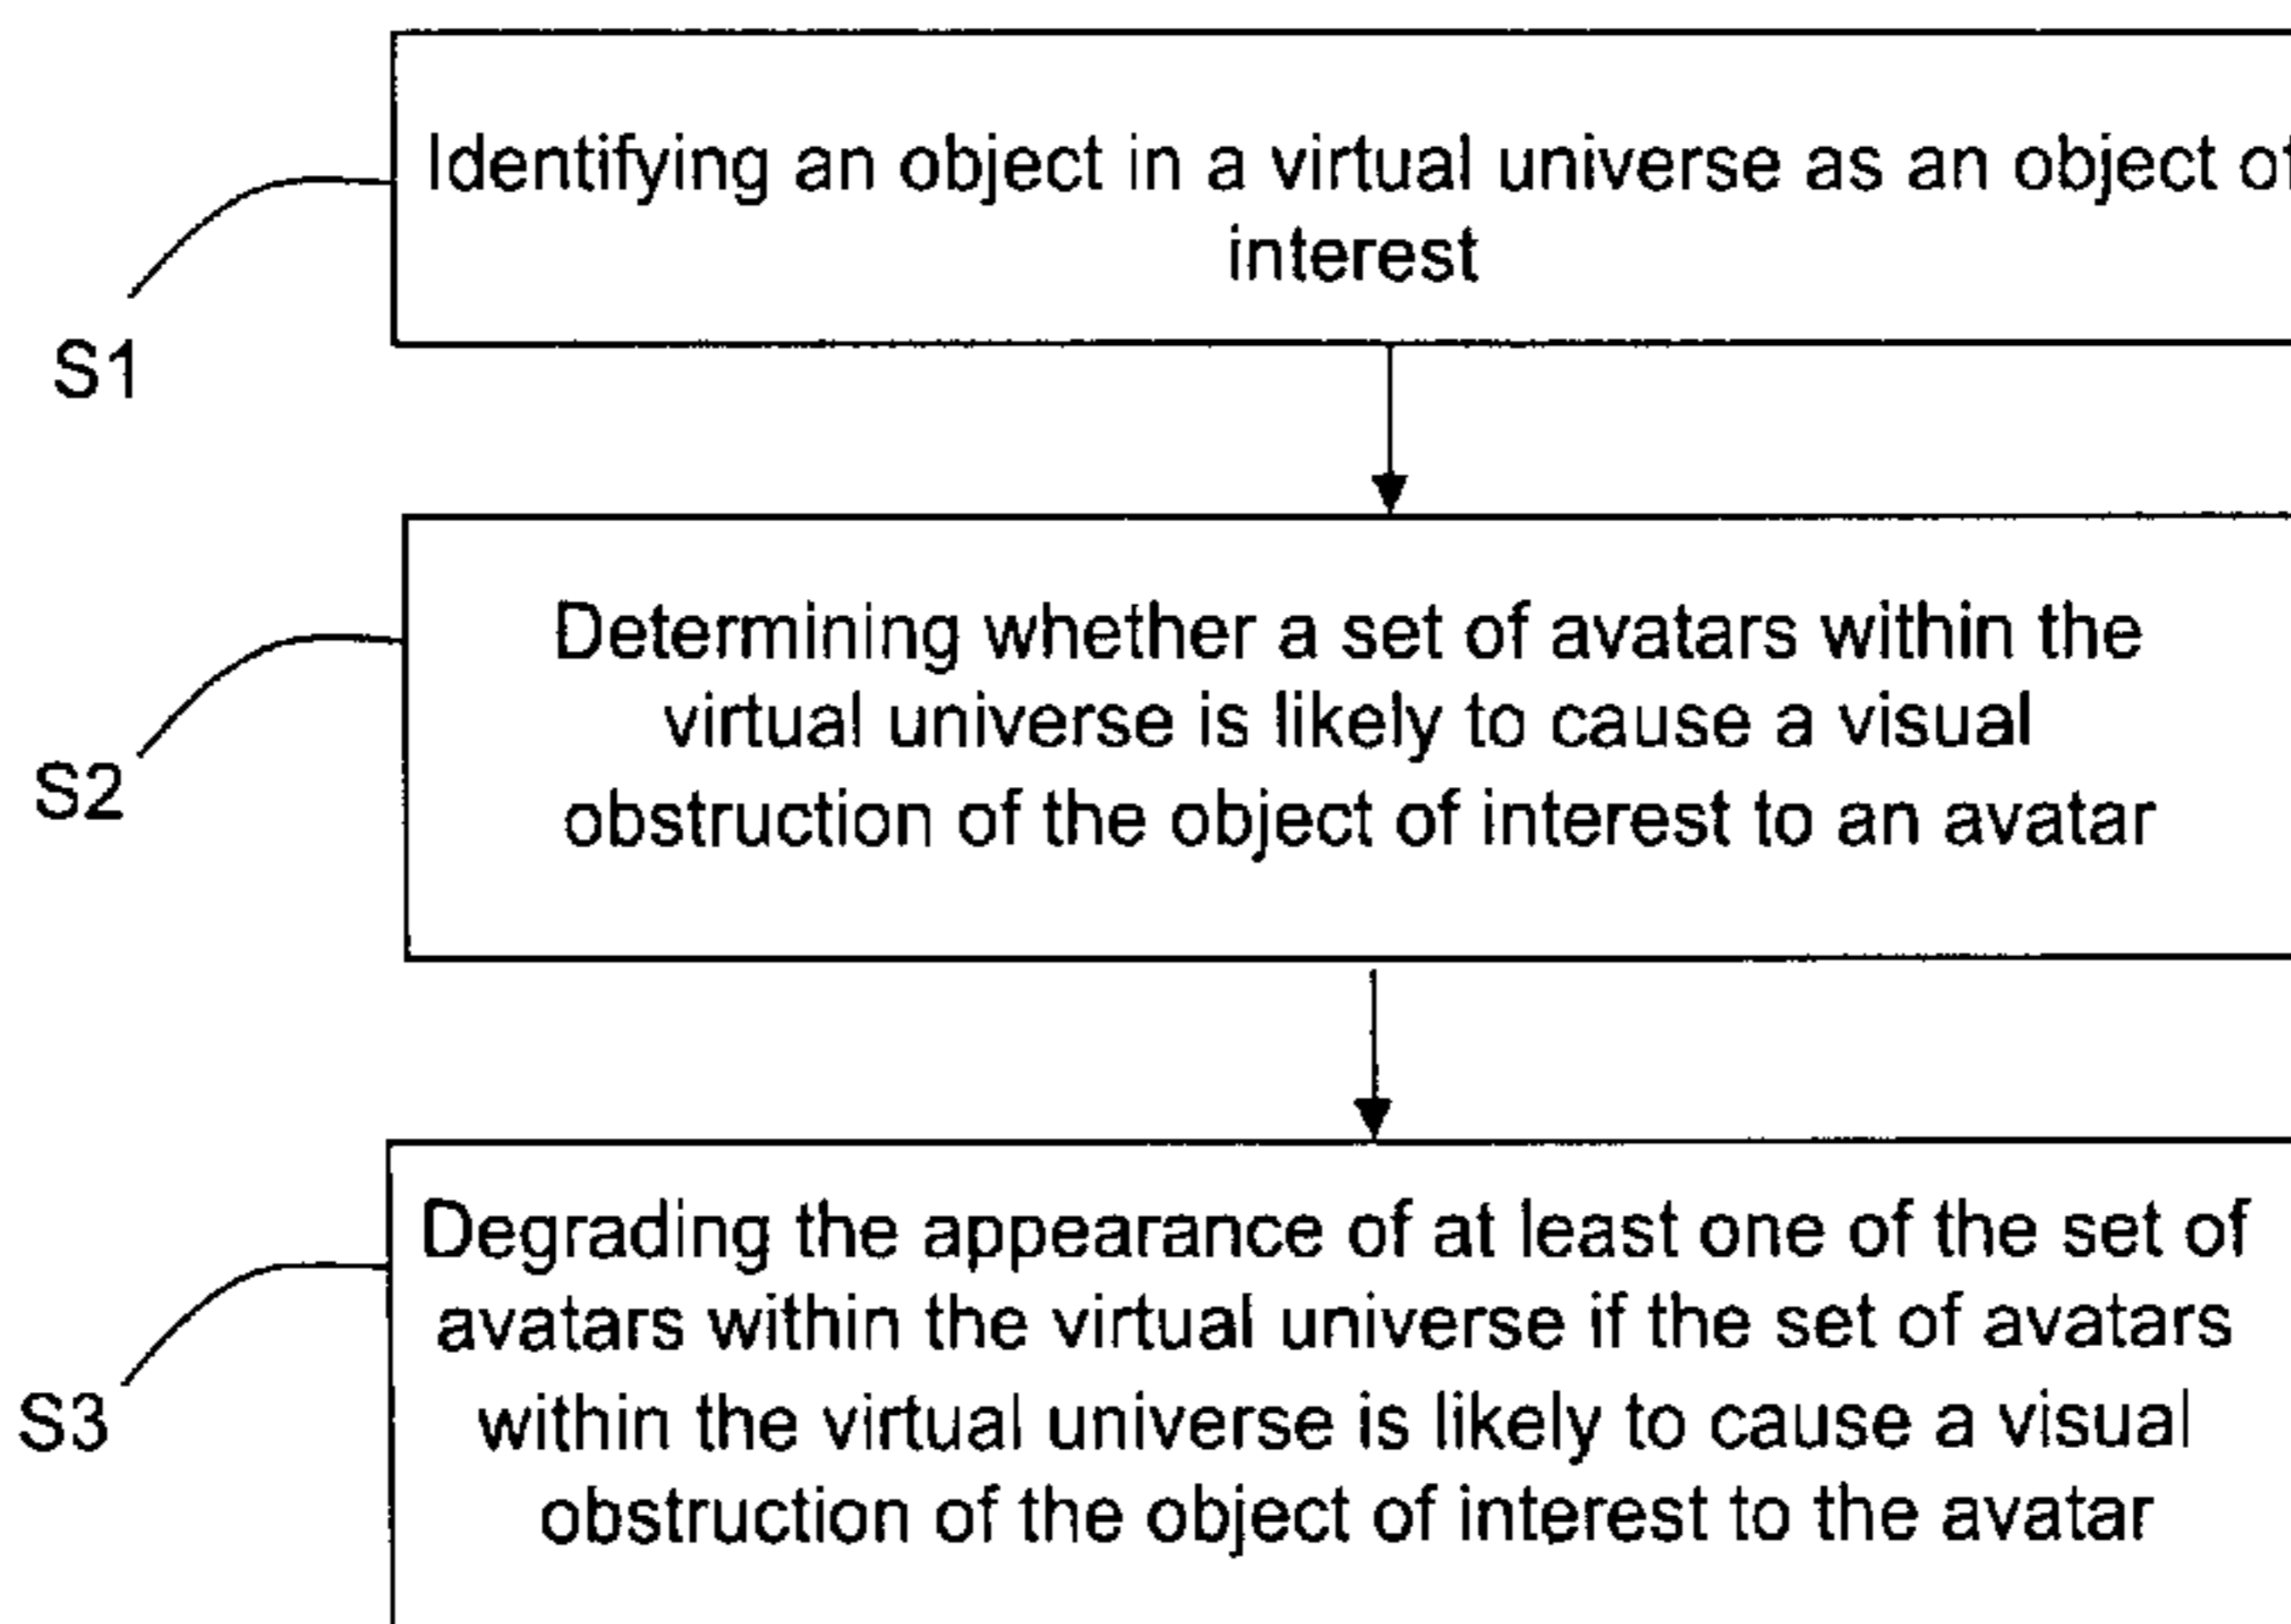 Identifying an object in a virtual universe as an object of
interest
S1
Determining whether a set of avatars within the
virtual universe is likely to cause a visual
obstruction of the object of interest to an avatar
S2
Degrading the appearance of at least one of the set of
avatars within the virtual universe if the set of avatars
within the virtual universe is likely to cause a visual
obstruction of the object of interest to the avatar
S3